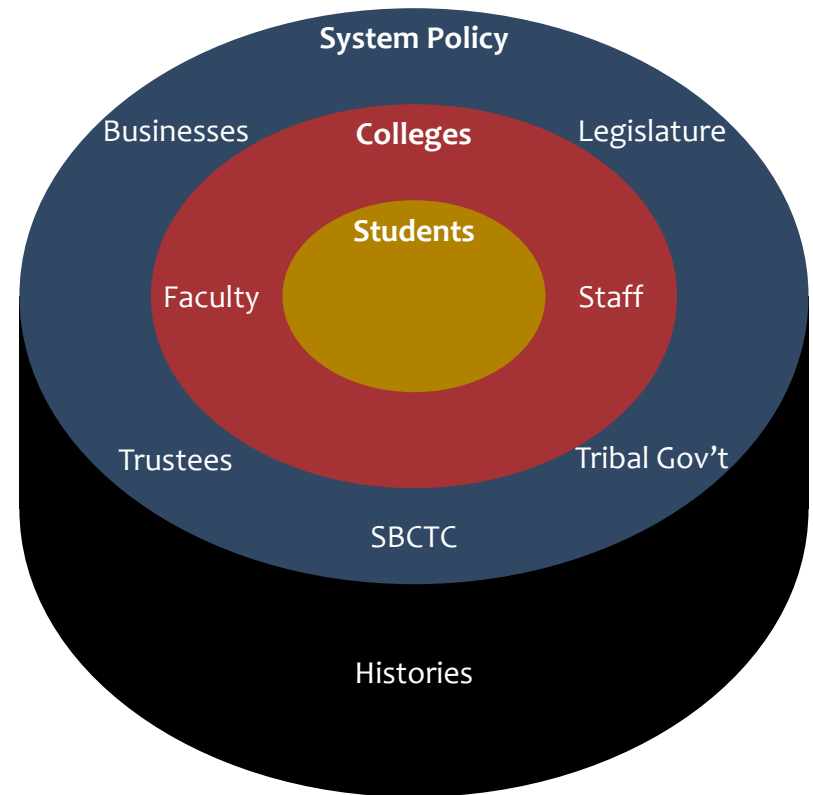 System Policy
Businesses
Colleges
Legislature
Students
Faculty
Staff
Trustees
Tribal Gov’t
SBCTC
Histories